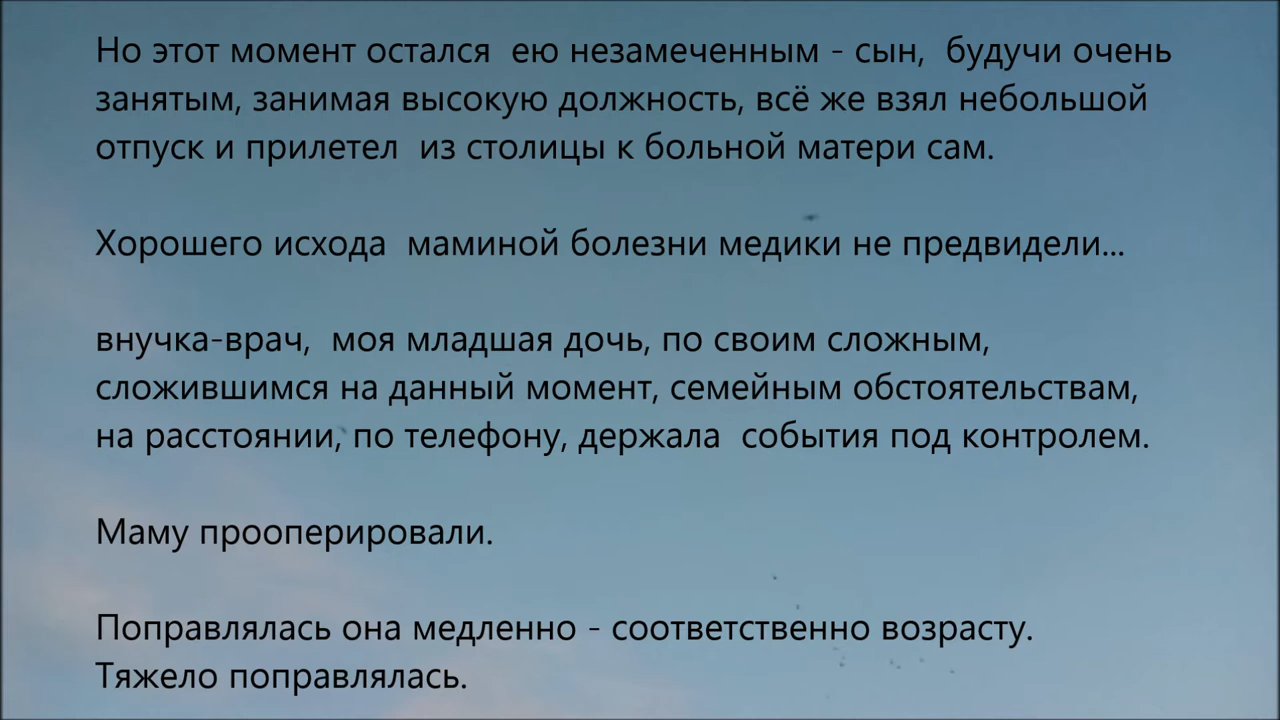 Но этот момент остался  ею незамеченным - сын,  будучи очень
занятым, занимая высокую должность, всё же взял небольшой
отпуск и прилетел  из столицы к больной матери сам.
Хорошего исхода  маминой болезни медики не предвидели...
внучка-врач,  моя младшая дочь, по своим сложным,
сложившимся на данный момент, семейным обстоятельствам,
на расстоянии, по телефону, держала  события под контролем.
Маму прооперировали.
Поправлялась она медленно - соответственно возрасту.
Тяжело поправлялась.